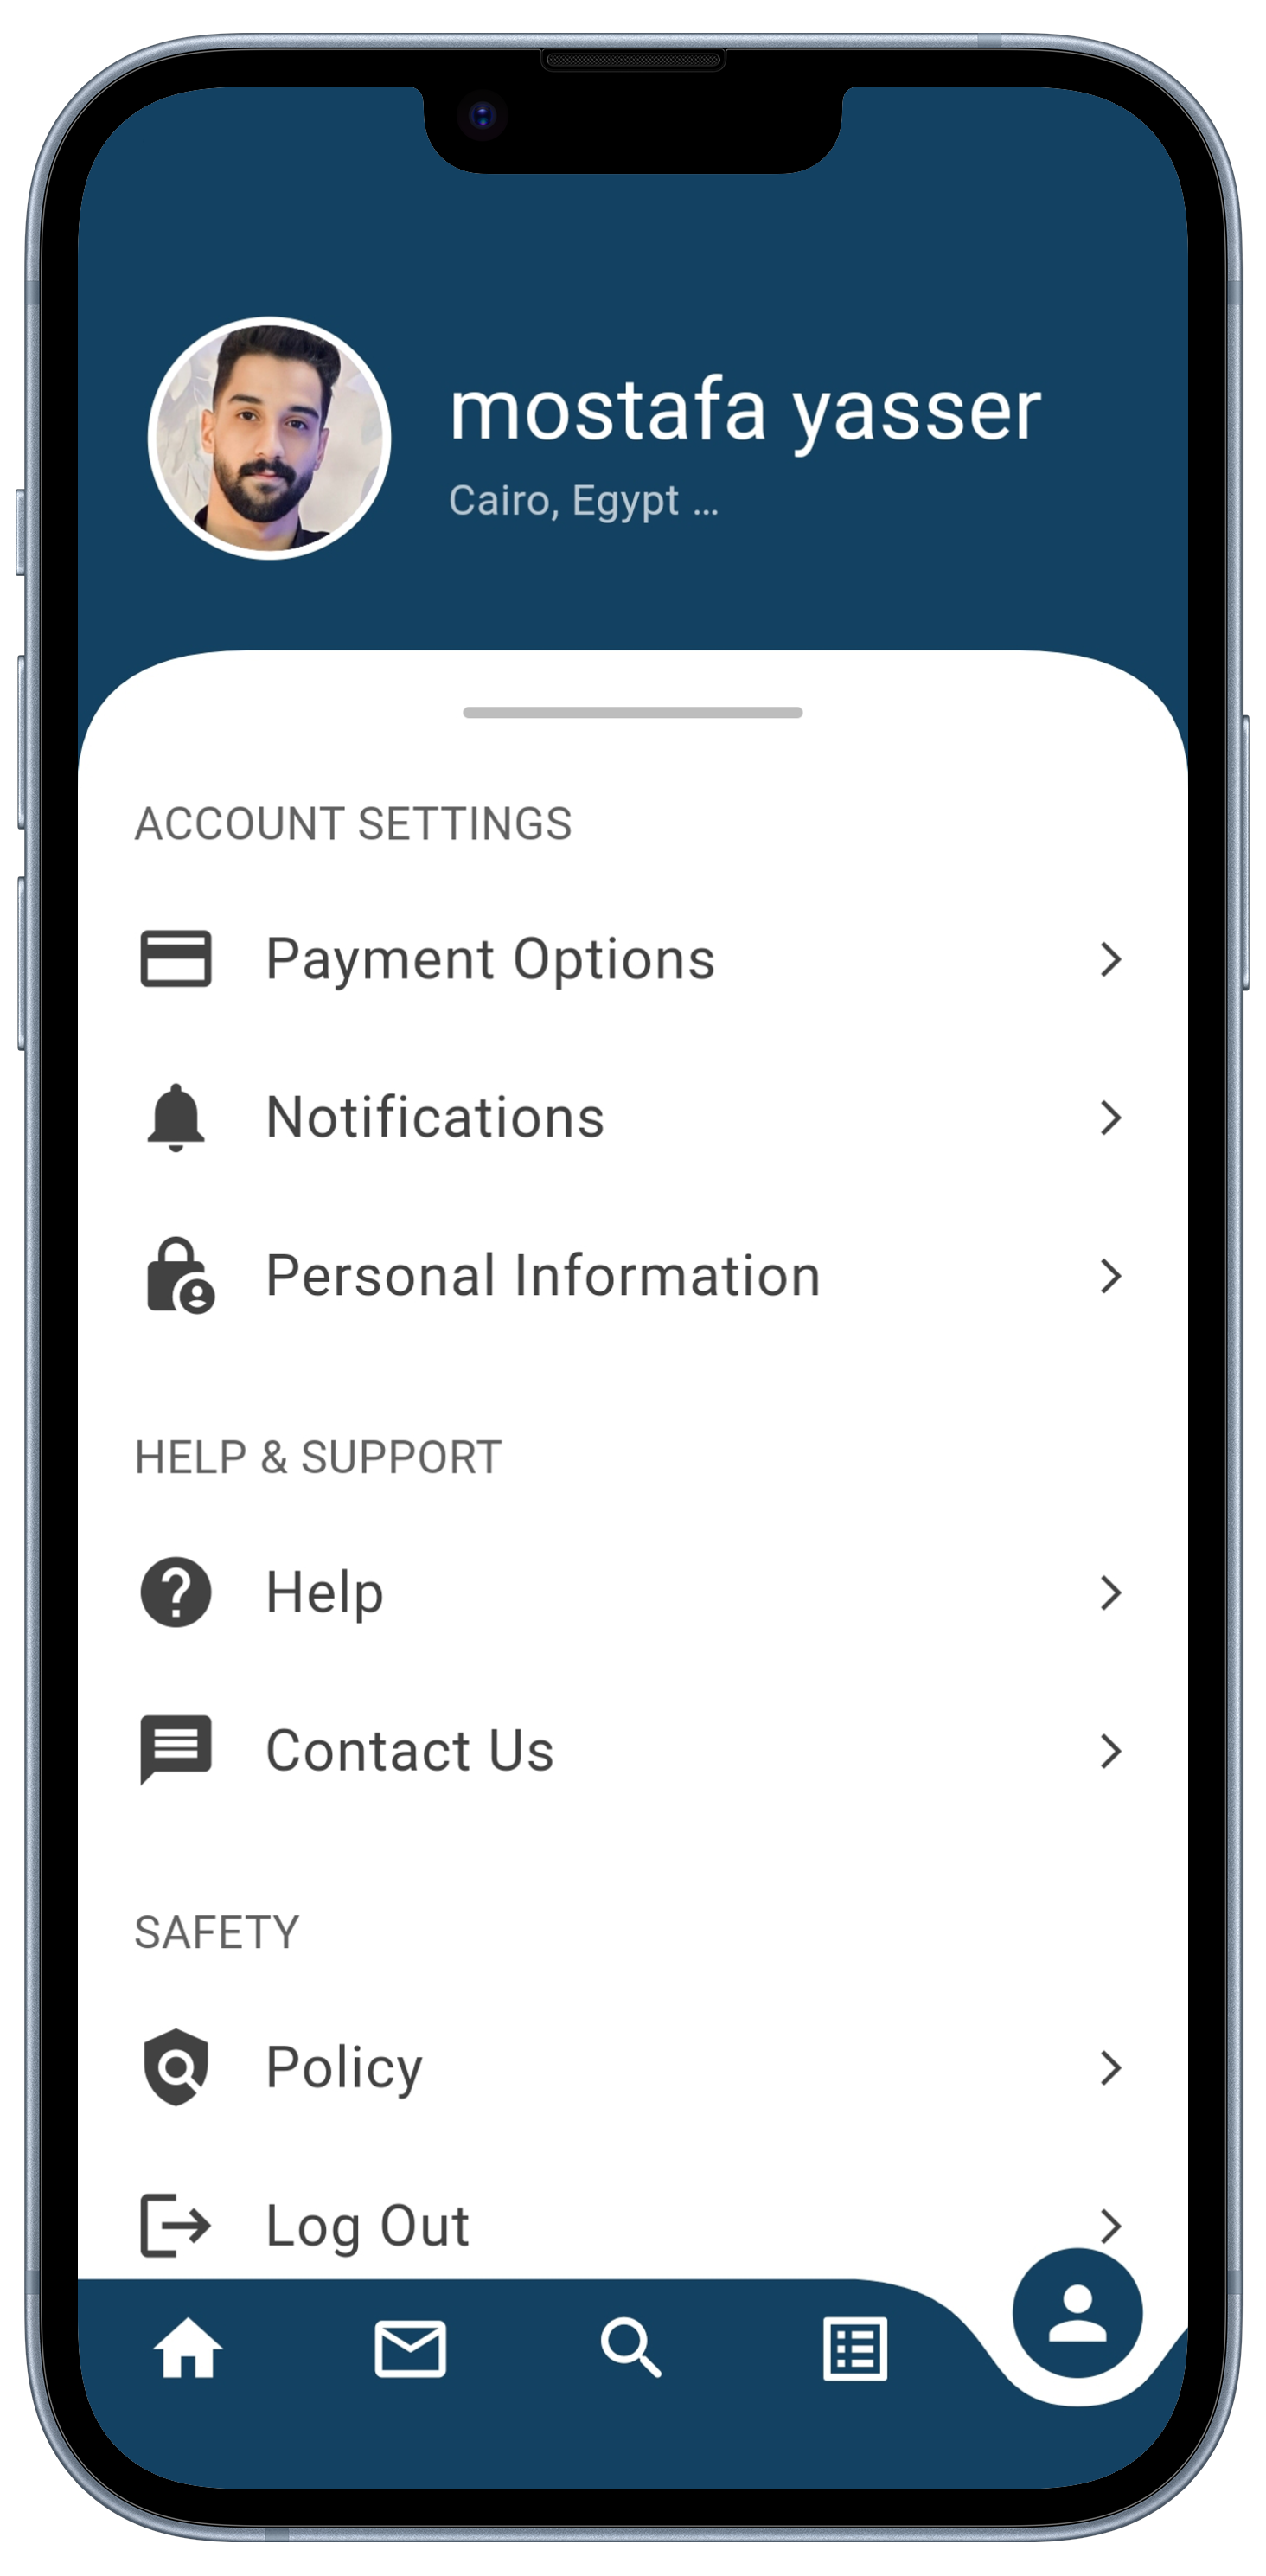 mostafa yasser
Cairo, Egypt ...
ACCOUNT SETTINGS
Payment Options
Notifications
Personal Information
HELP & SUPPORT
Help
Contact Us
SAFETY
Policy
Log Out